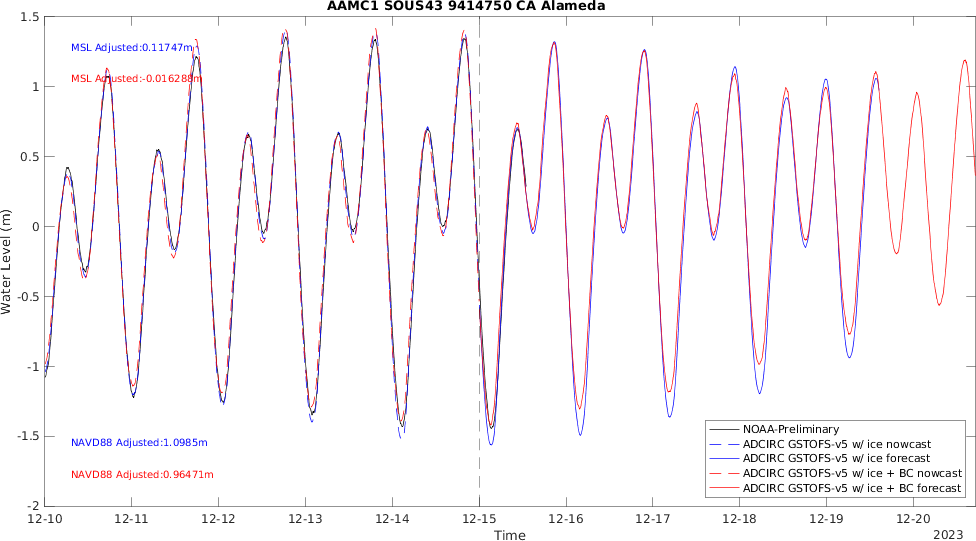 AAMC1 SOUS43 9414750 CA Alameda
1.5
1
0.5
0
-0.5
-1
-1.5
-2
Water Level (m)
MSL Adjusted:0.11747m
MSL Adjusted:-0.016288m
NAVD88 Adjusted:1.0985m
NAVD88 Adjusted:0.96471m
NOAA-Preliminary
ADCIRC GSTOFS-v5 w/ ice nowcast
ADCIRC GSTOFS-v5 w/ ice forecast
ADCIRC GSTOFS-v5 w/ ice + BC nowcast
ADCIRC GSTOFS-v5 w/ ice + BC forecast
12-10 12-11 12-12 12-13 12-14 12-15 12-16 12-17 12-18 12-19 12-20
Time
2023